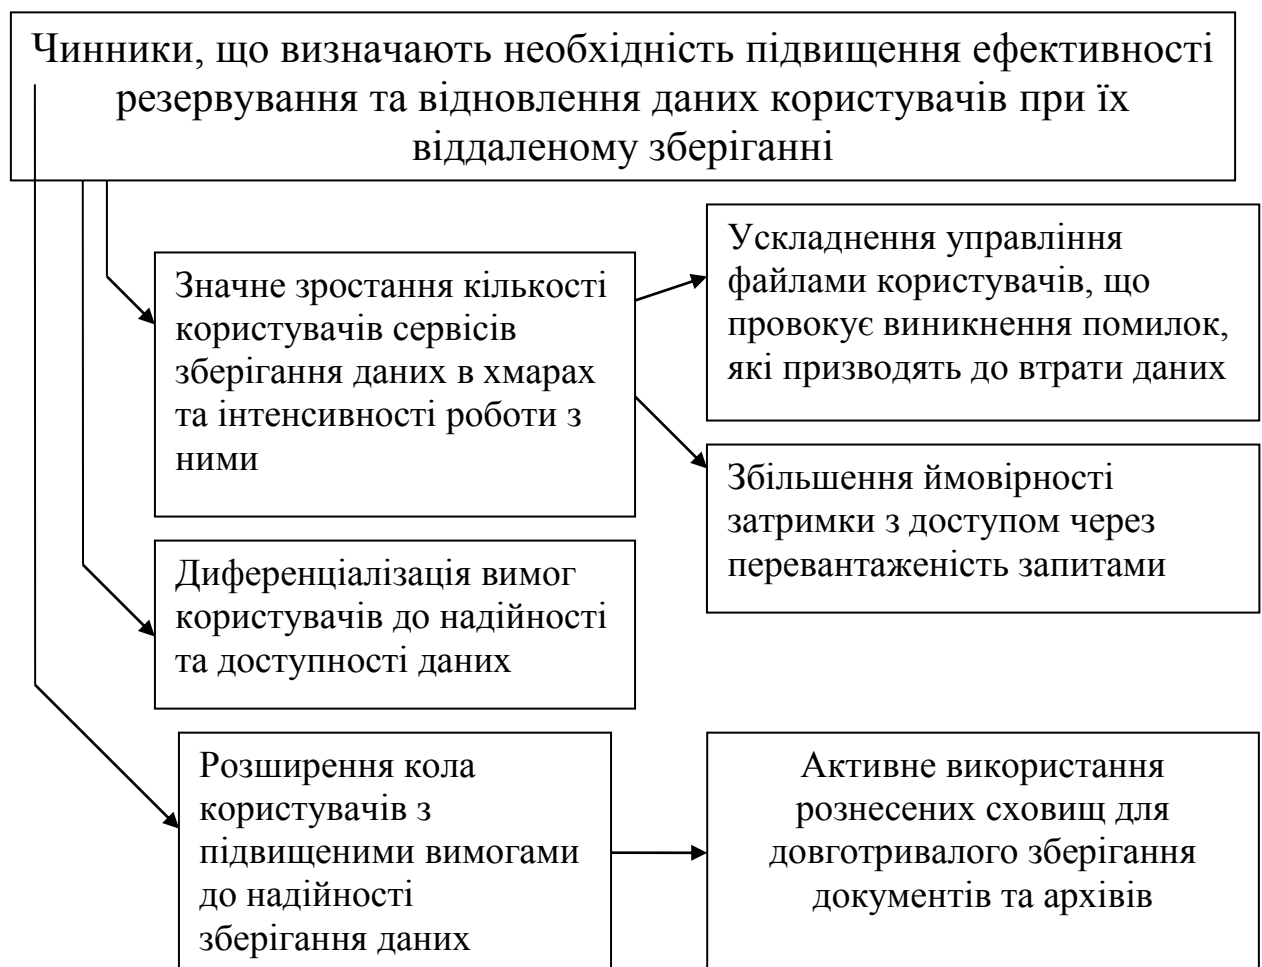 Чинники, що визначають необхідність підвищення ефективності
резервування та відновлення даних користувачів при їх
віддаленому зберіганні
Значне зростання кількості
користувачів сервісів
зберігання даних в хмарах
та інтенсивності роботи з
ними
Ускладнення управління
файлами користувачів, що
провокує виникнення помилок,
які призводять до втрати даних
Збільшення ймовірності
затримки з доступом через
перевантаженість запитами
Диференціалізація вимог
користувачів до надійності
та доступності даних
Розширення кола
користувачів з
підвищеними вимогами
до надійності
зберігання даних
Активне використання
рознесених сховищ для
довготривалого зберігання
документів та архівів